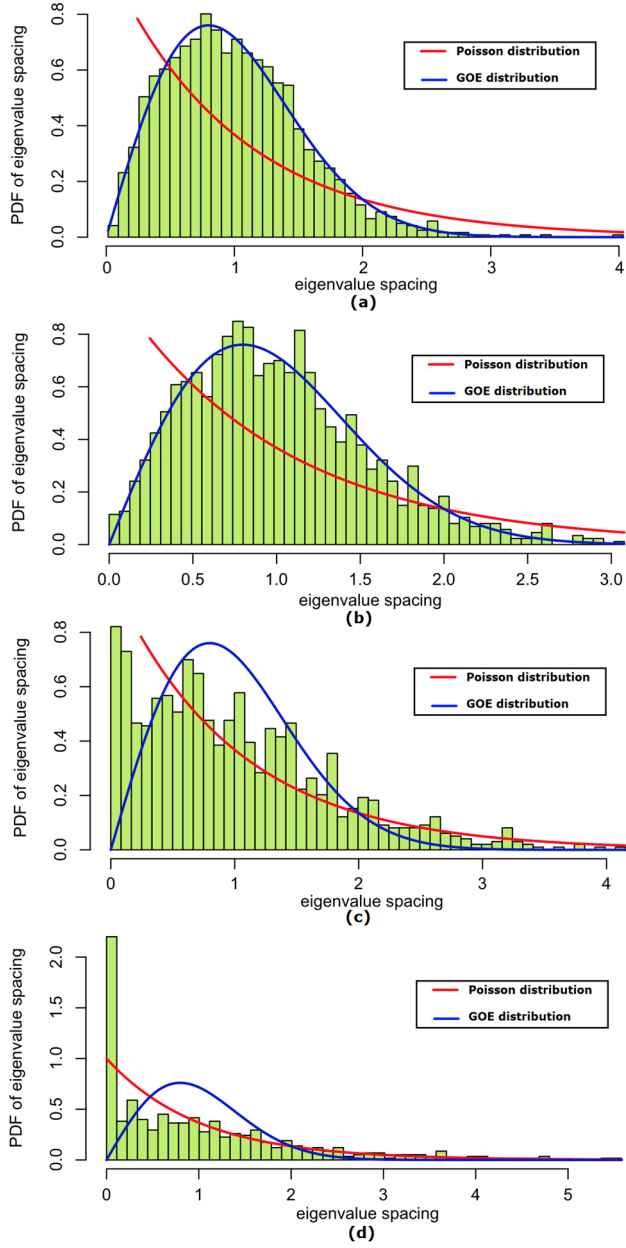 PDF of eigenvalue spacing
0.8
0.6
0.4
0.2
0.0
Poisson distribution
GOE distribution
0 1 2 3 4
eigenvalue spacing
(a)
PDF of eigenvalue spacing
0.8
0.6
0.4
0.2
0.0
Poisson distribution
GOE distribution
0.0 0.5 1.0 1.5 2.0 2.5 3.0
eigenvalue spacing
(b)
PDF of eigenvalue spacing
0.8
0.6
0.4
0.2
0.0
Poisson distribution
GOE distribution
0 1 2 3 4
eigenvalue spacing
(c)
PDF of eigenvalue spacing
2.0
1.5
1.0
0.5
0.0
Poisson distribution
GOE distribution
0 1 2 3 4 5
eigenvalue spacing
(d)